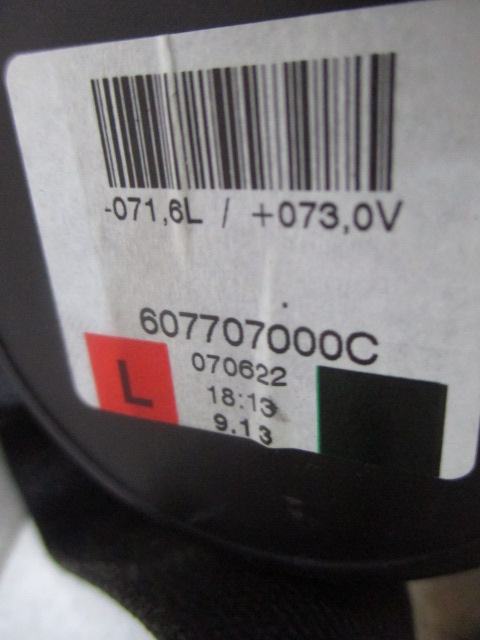 -071,6L / +073,0V
607707000C
L
070622
18:13
9.13